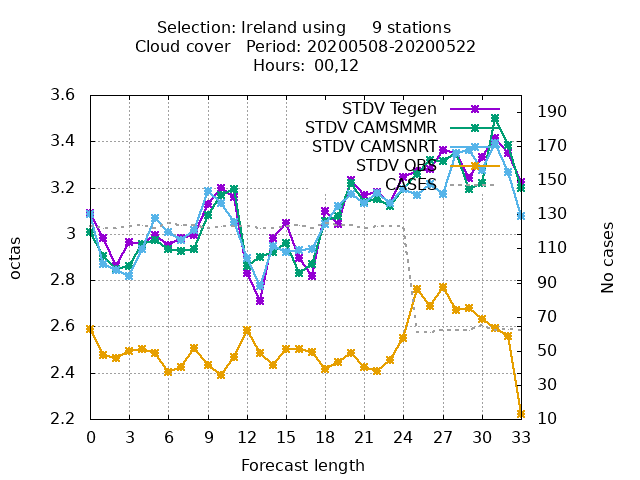 Selection: Ireland using     9 stations
Cloud cover   Period: 20200508-20200522
Hours:  00,12
3.6
3.4
3.2
3
2.8
2.6
2.4
2.2
octas
190
170
150
130
110
90
70
50
30
10
No cases
STDV Tegen
STDV CAMSMMR
STDV CAMSNRT
STDV OBS
CASES
0 3 6 9 12 15 18 21 24 27 30 33
Forecast length